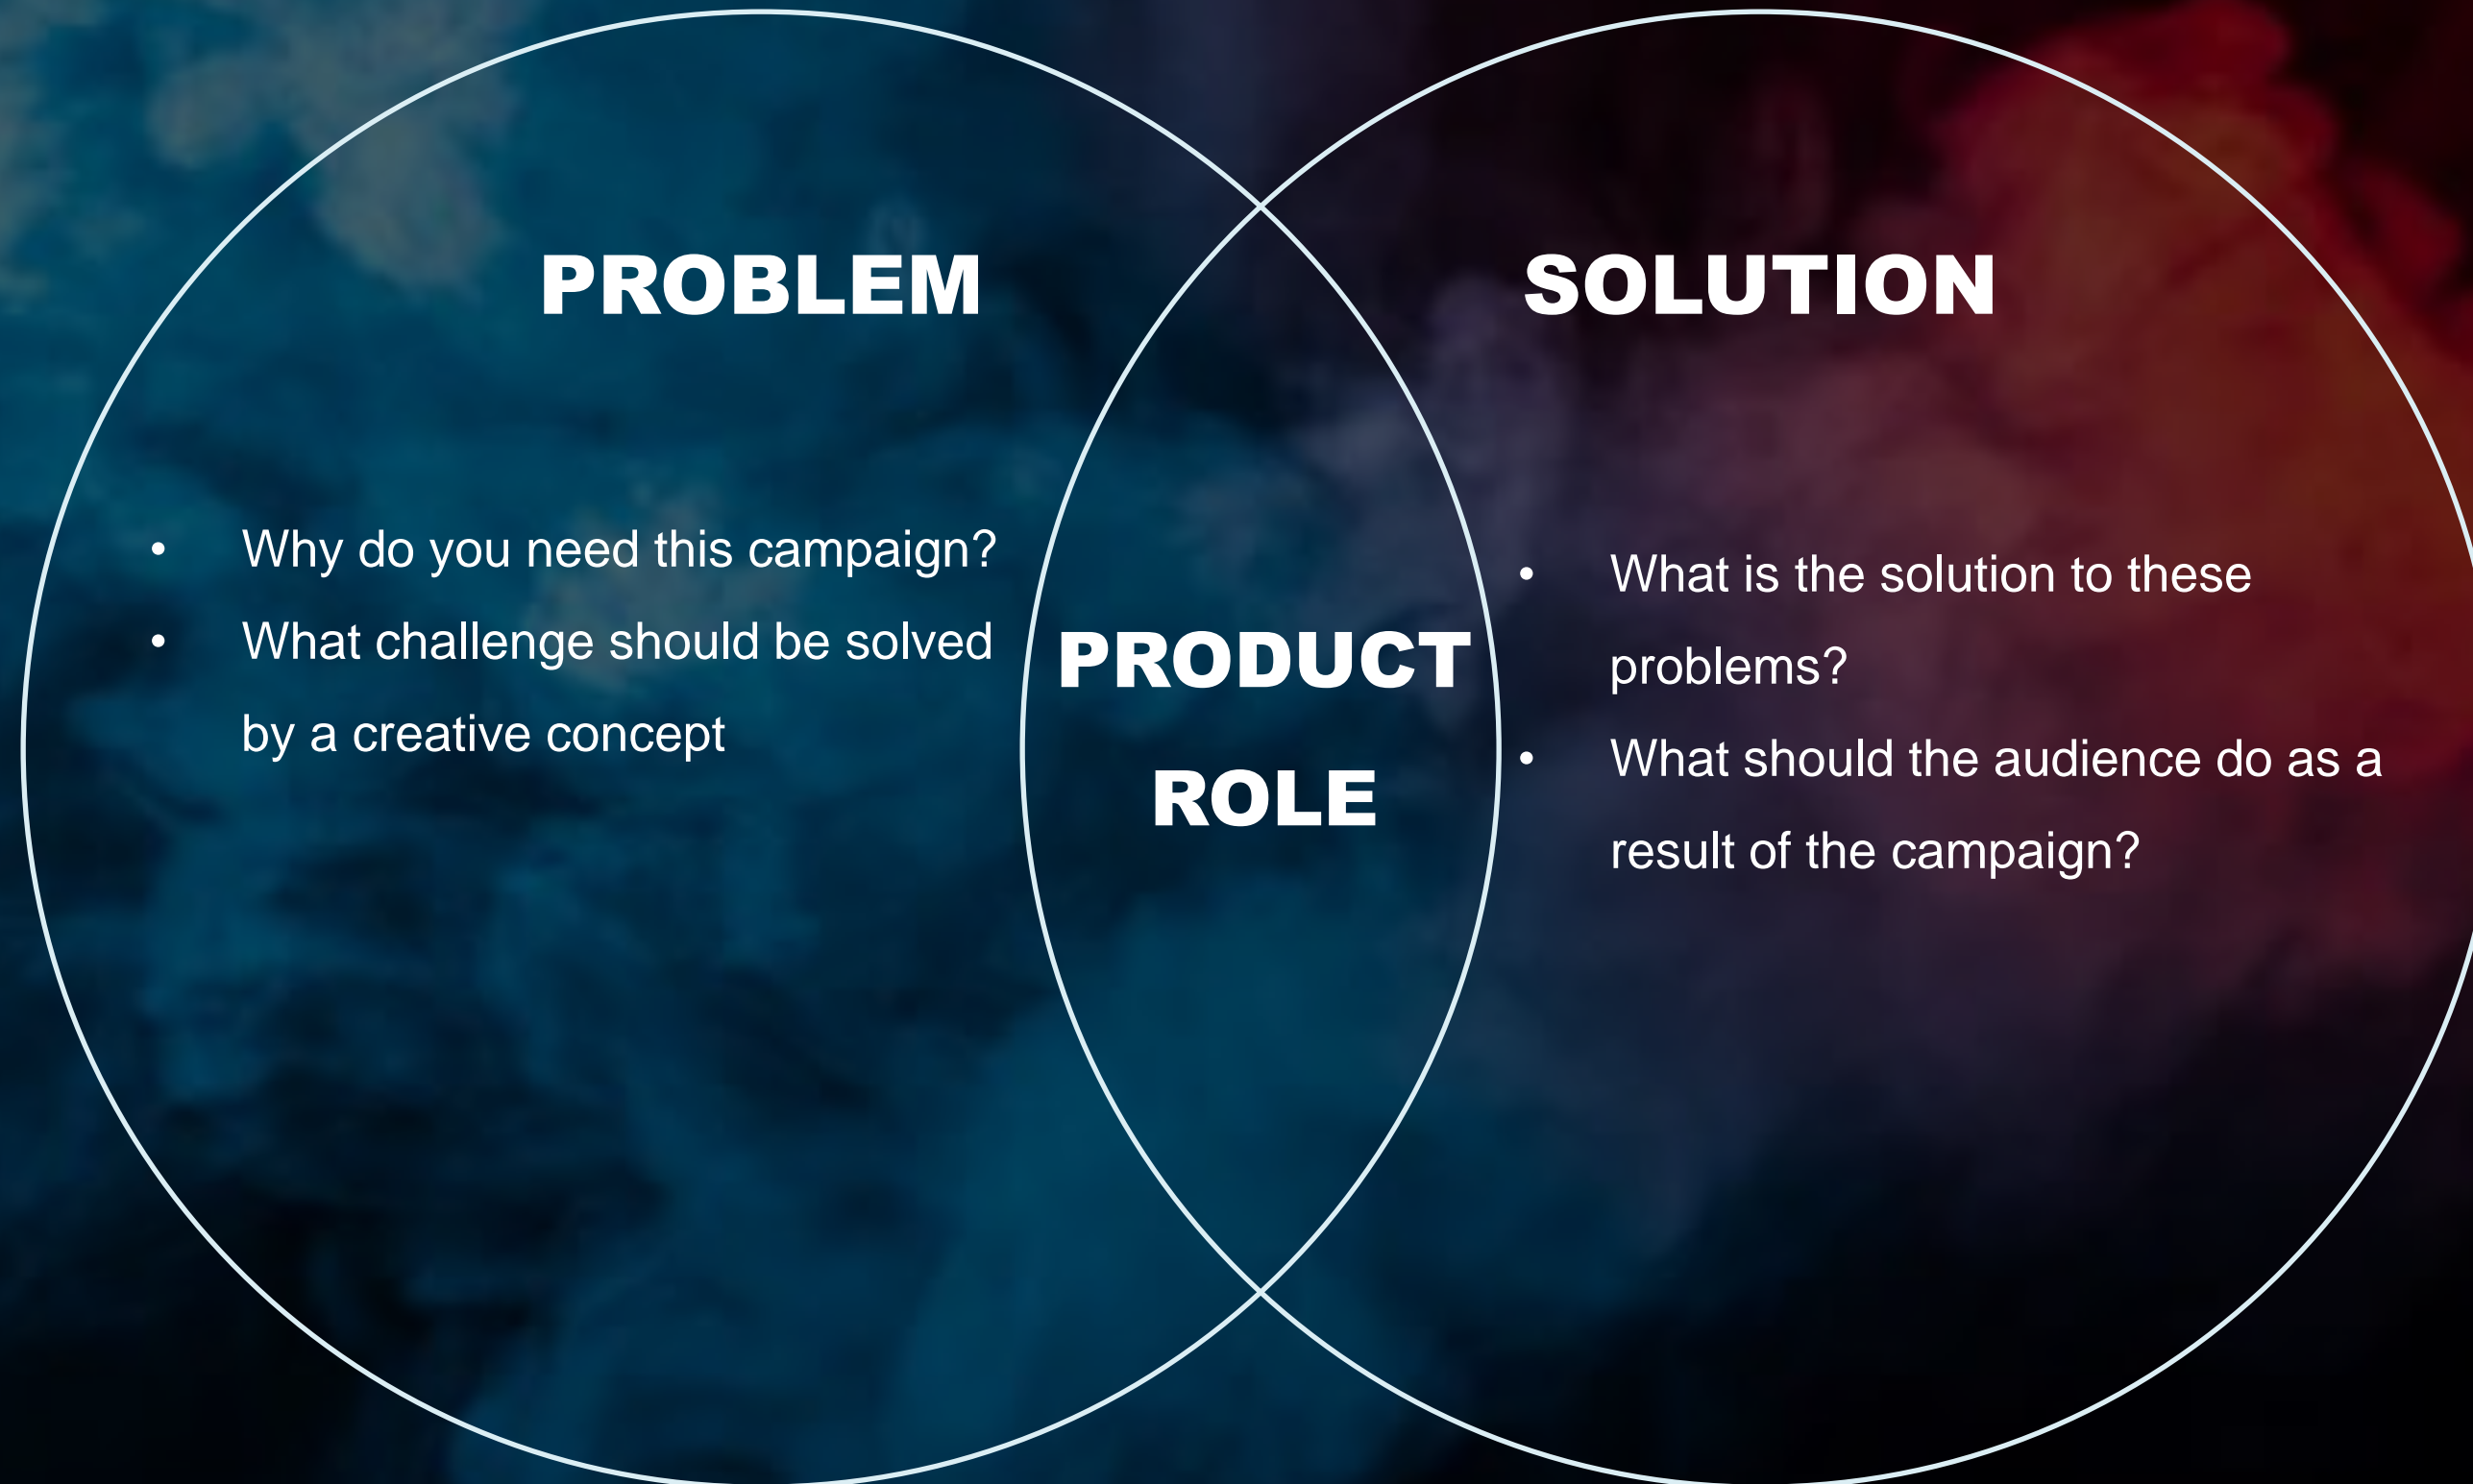 PROBLEM
• Why do you need this campaign?
• What challenge should be solved
by a creative concept
PRODUCT
ROLE
SOLUTION
• What is the solution to these
problems?
• What should the audience do as a
result of the campaign?